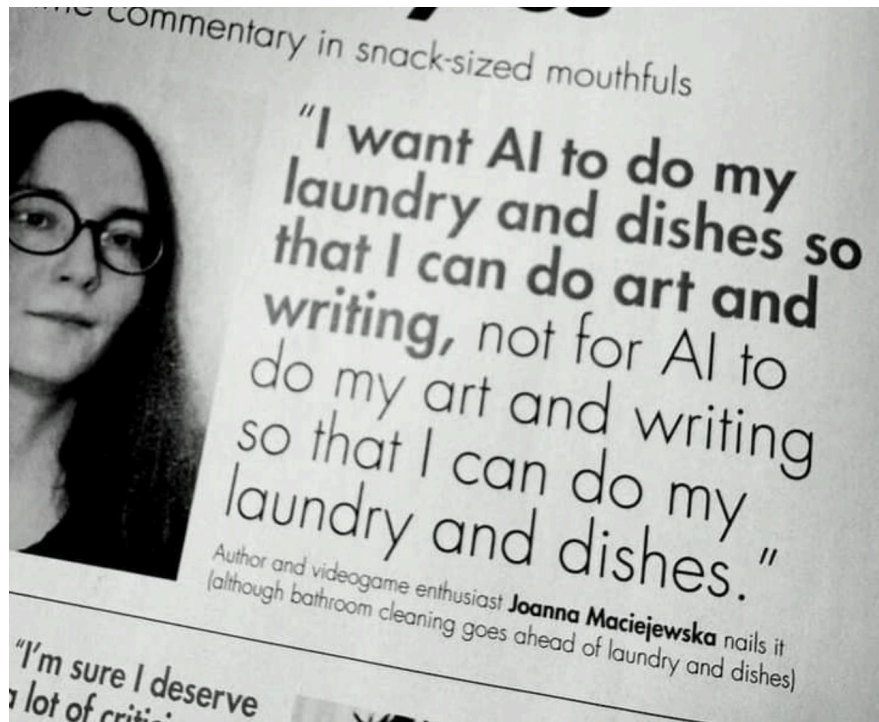 commentary in snack-sized mouthfuls
"I want AI to do my
laundry and dishes so
that I can do art and
writing, not for AI to
do my art and writing
so that I can do my
laundry and dishes."
Author and videogame enthusiast Joanna Maciejewska nails it
(although bathroom cleaning goes ahead of laundry and dishes)
"I'm sure I deserve
a lot of